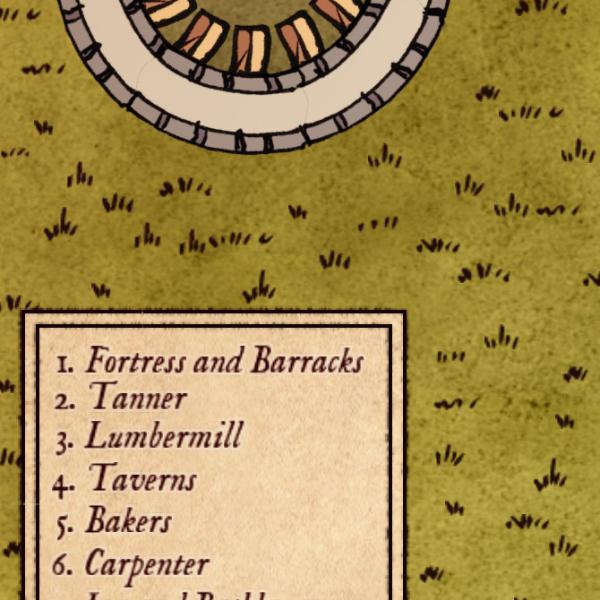 1. Fortress and Barracks
2. Tanner
3. Lumbermill
4. Taverns
5. Bakers
6. Carpenter